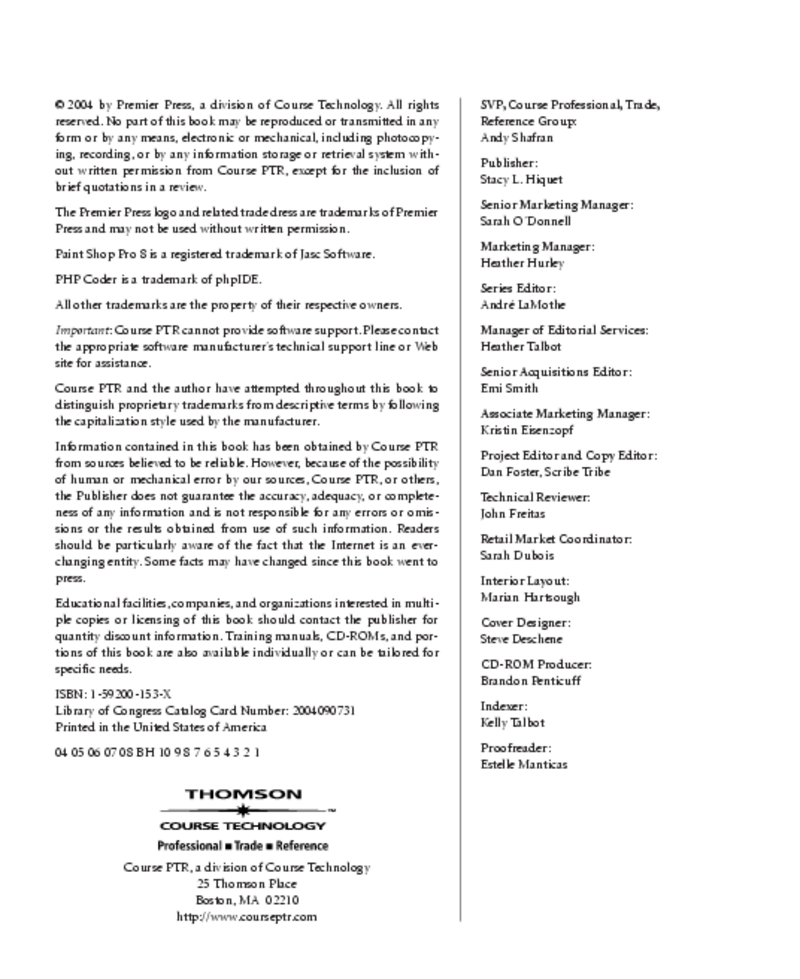 © 2004 by Premier Press, a division of Course Technology. All rights
reserved. No part of this book may be reproduced or transmitted in any
form or by any means, electronic or mechanical, including photocopy-
ing, recording, or by any information storage or retrieval system with-
out written permission from Course PTR, except for the inclusion of
brief quotations in a review.
The Premier Press logo and related trade dress are trademarks of Premier
Press and may not be used without written permission.
Paint Shop Pro 8 is a registered trademark of Jasc Software.
PHP Coder is a trademark of phpIDE.
All other trademarks are the property of their respective owners.
Important: Course PTR cannot provide software support. Please contact
the appropriate software manufacturer's technical support line or Web
site for assistance.
Course PTR and the author have attempted throughout this book to
distinguish proprietary trademarks from descriptive terms by following
the capitalization style used by the manufacturer.
Information contained in this book has been obtained by Course PTR
from sources believed to be reliable. However, because of the possibility
of human or mechanical error by our sources, Course PTR, or others,
the Publisher does not guarantee the accuracy, adequacy, or complete-
ness of any information and is not responsible for any errors or omis-
sions or the results obtained from use of such information. Readers
should be particularly aware of the fact that the Internet is an ever-
changing entity. Some facts may have changed since this book went to
press.
Educational facilities, companies, and organizations interested in multi-
ple copies or licensing of this book should contact the publisher for
quantity discount information. Training manuals, CD-ROMs, and por-
tions of this book are also available individually or can be tailored for
specific needs.
ISBN: 1-59200-153-X
Library of Congress Catalog Card Number: 2004090731
Printed in the United States of America
04 05 06 07 08 BH 10 9 8 7 6 5 4 3 2 1
THOMSON
™
COURSE TECHNOLOGY
Professional ■ Trade ■ Reference
Course PTR, a division of Course Technology
25 Thomson Place
Boston, MA 02210
http://www.courseptr.com
SVP, Course Professional, Trade,
Reference Group:
Andy Shafran
Publisher:
Stacy L. Hiquet
Senior Marketing Manager:
Sarah O'Donnell
Marketing Manager:
Heather Hurley
Series Editor:
André LaMothe
Manager of Editorial Services:
Heather Talbot
Senior Acquisitions Editor:
Emi Smith
Associate Marketing Manager:
Kristin Eisenzopf
Project Editor and Copy Editor:
Dan Foster, Scribe Tribe
Technical Reviewer:
John Freitas
Retail Market Coordinator:
Sarah Dubois
Interior Layout:
Marian Hartsough
Cover Designer:
Steve Deschene
CD-ROM Producer:
Brandon Penticuff
Indexer:
Kelly Talbot
Proofreader:
Estelle Manticas